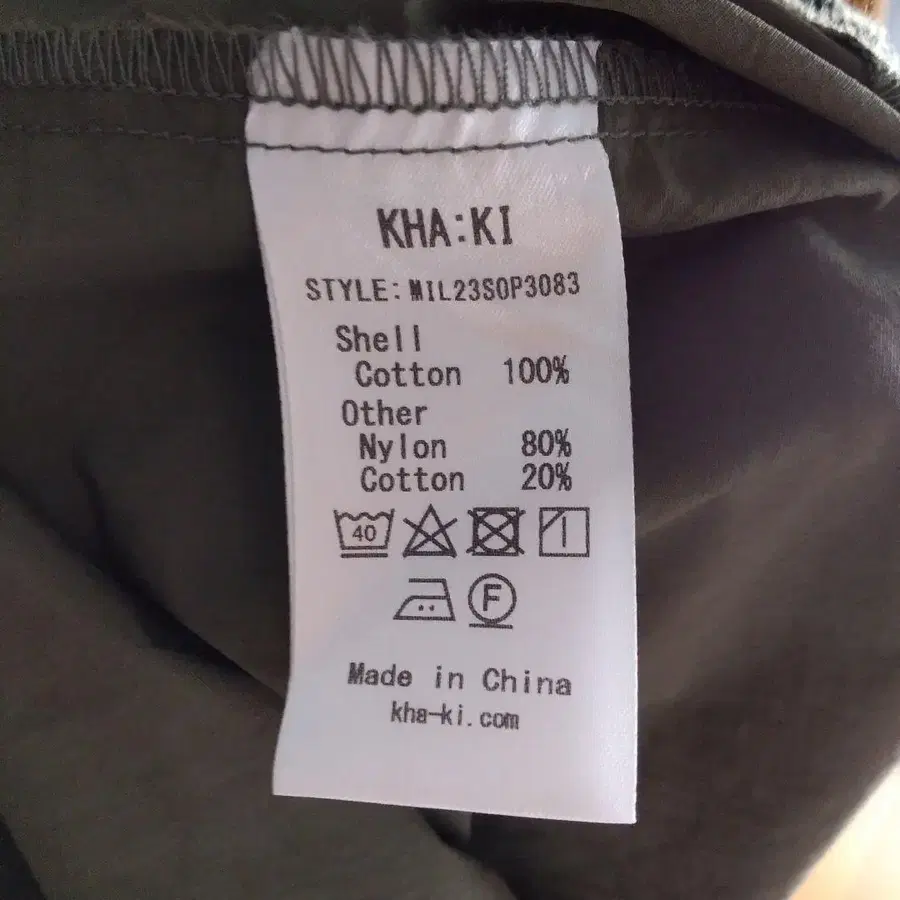 KHA:KI
STYLE: MIL23SOP3083
Shell
Cotton 100%
Other
Nylon 80%
Cotton 20%
40
F
Made in China
kha-ki.com